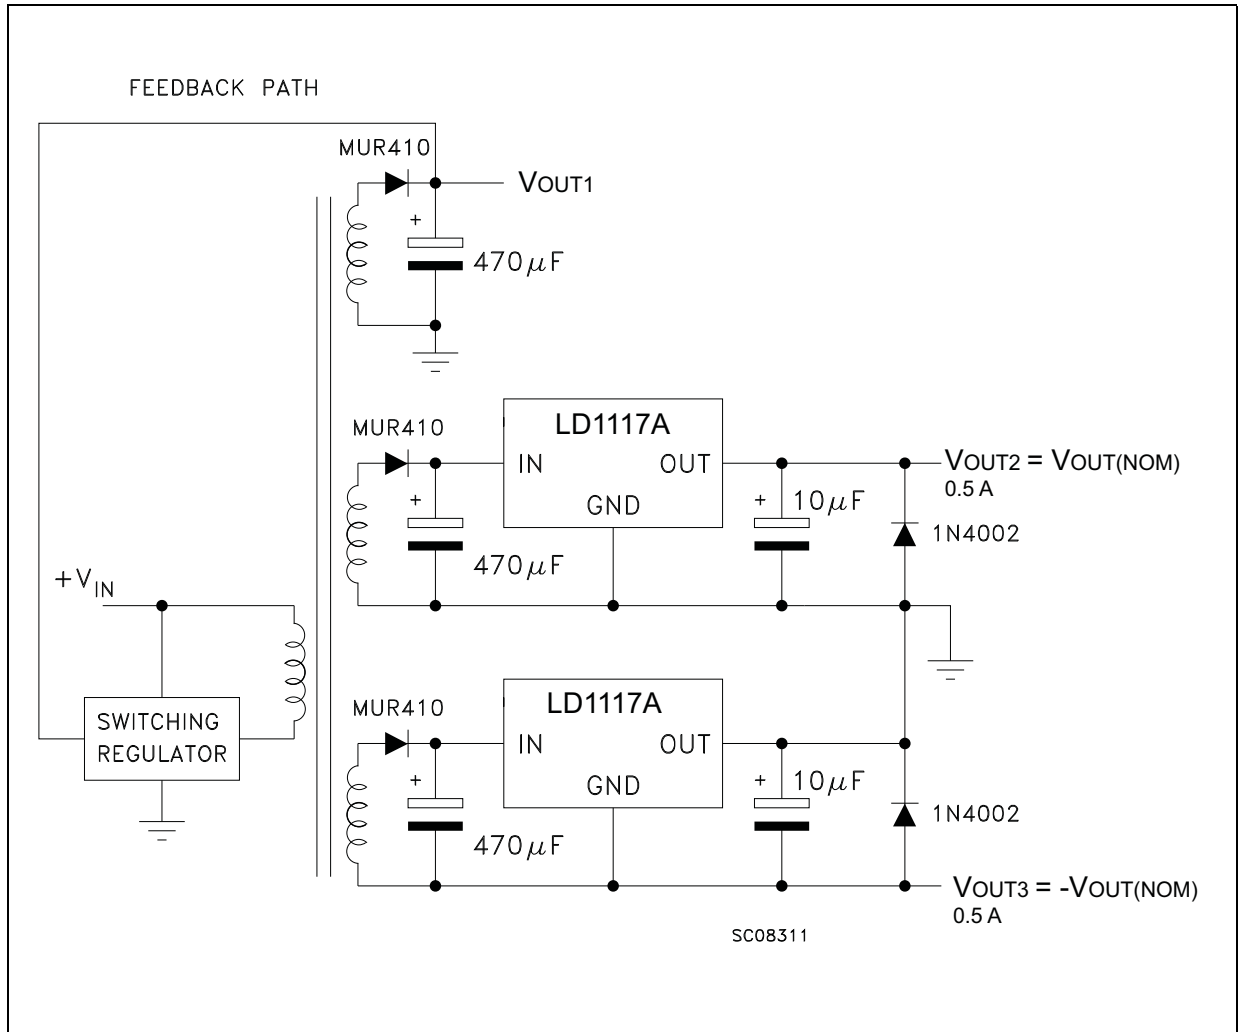 FEEDBACK PATH
MUR410
VOUT1
+
470μF
LD1117A
MUR410
IN
OUT
VOUT2 = VOUT(NOM)
0.5 A
+
GND
+
10μF
1N4002
470μF
+VIN
LD1117A
MUR410
SWITCHING
REGULATOR
IN
OUT
+
GND
+
10μF
1N4002
470μF
VOUT3 = -VOUT(NOM)
0.5 A
SC08311